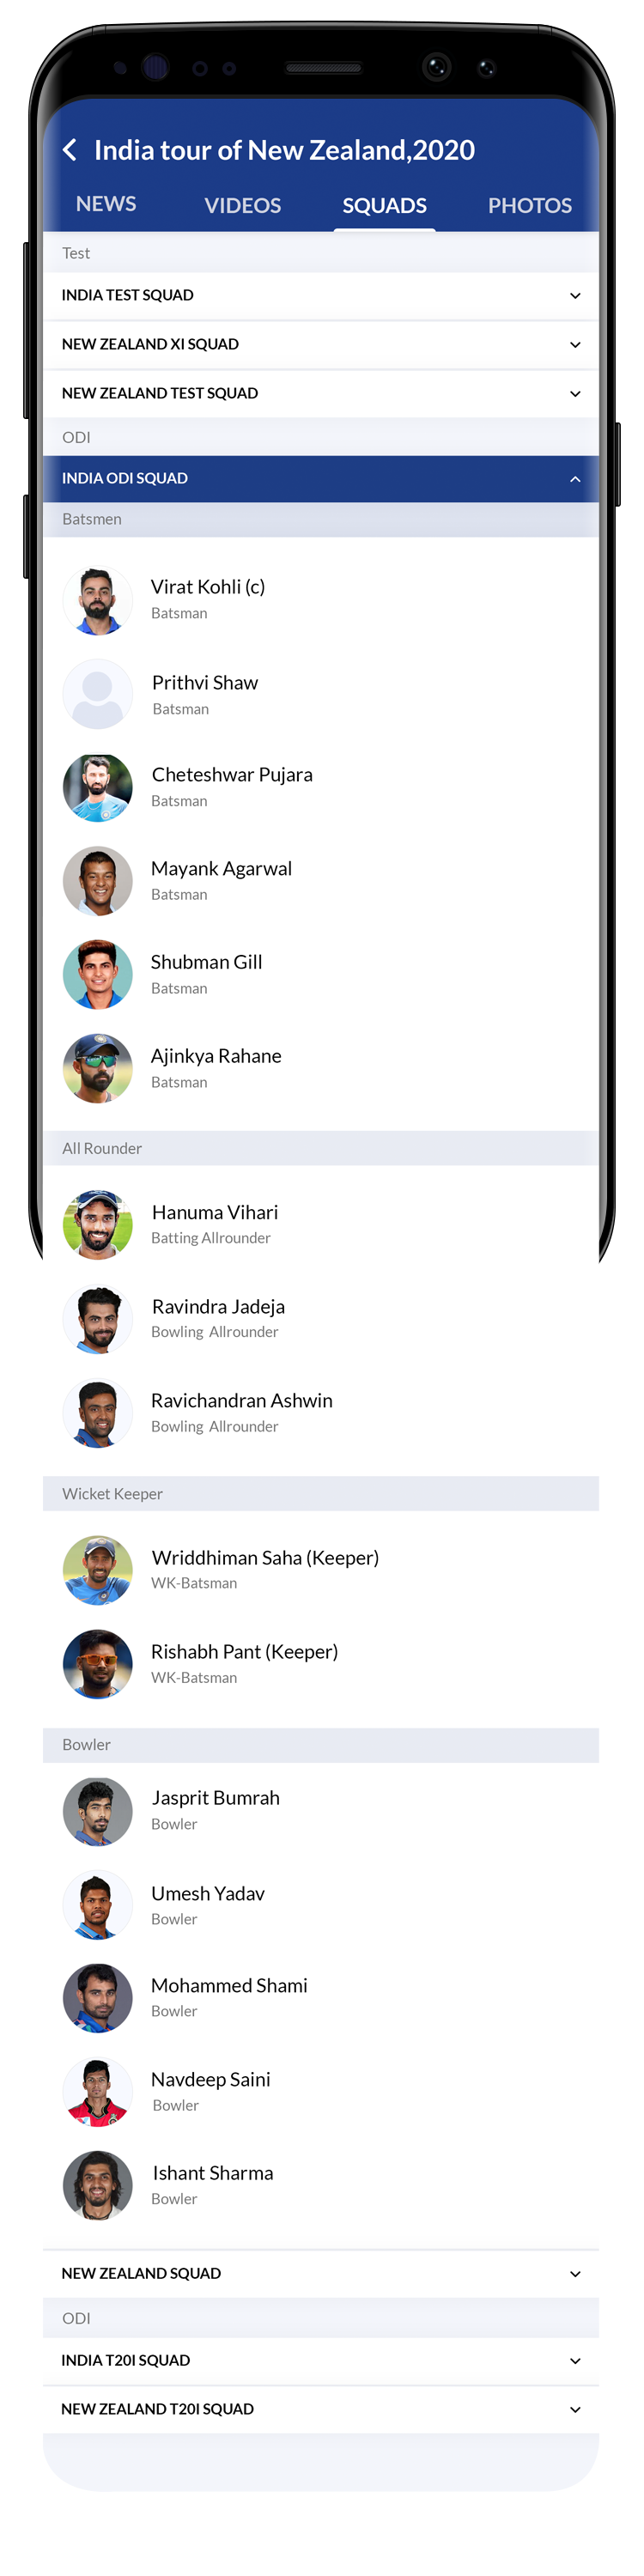 India tour of New Zealand,2020
NEWS VIDEOS SQUADS PHOTOS
Test
INDIA TEST SQUAD
NEW ZEALAND XI SQUAD
NEW ZEALAND TEST SQUAD
ODI
INDIA ODI SQUAD
Batsmen
Virat Kohli (c)
Batsman
Prithvi Shaw
Batsman
Cheteshwar Pujara
Batsman
Mayank Agarwal
Batsman
Shubman Gill
Batsman
Ajinkya Rahane
Batsman
All Rounder
Hanuma Vihari
Batting Allrounder
Ravindra Jadeja
Bowling Allrounder
Ravichandran Ashwin
Bowling Allrounder
Wicket Keeper
Wriddhiman Saha (Keeper)
WK-Batsman
Rishabh Pant (Keeper)
WK-Batsman
Bowler
Jasprit Bumrah
Bowler
Umesh Yadav
Bowler
Mohammed Shami
Bowler
Navdeep Saini
Bowler
Ishant Sharma
Bowler
NEW ZEALAND SQUAD
ODI
INDIA T20I SQUAD
NEW ZEALAND T20I SQUAD